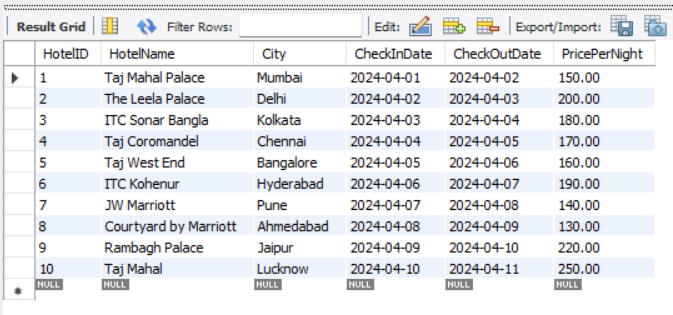 Result Grid Filter Rows: Edit: Export/Import:
HotelID HotelName City CheckInDate CheckOutDate PricePerNight
1 Taj Mahal Palace Mumbai 2024-04-01 2024-04-02 150.00
2 The Leela Palace Delhi 2024-04-02 2024-04-03 200.00
3 ITC Sonar Bangla Kolkata 2024-04-03 2024-04-04 180.00
4 Taj Coromandel Chennai 2024-04-04 2024-04-05 170.00
5 Taj West End Bangalore 2024-04-05 2024-04-06 160.00
6 ITC Kohenur Hyderabad 2024-04-06 2024-04-07 190.00
7 JW Marriott Pune 2024-04-07 2024-04-08 140.00
8 Courtyard by Marriott Ahmedabad 2024-04-08 2024-04-09 130.00
9 Rambagh Palace Jaipur 2024-04-09 2024-04-10 220.00
10 Taj Mahal Lucknow 2024-04-10 2024-04-11 250.00
NULL NULL NULL NULL NULL NULL